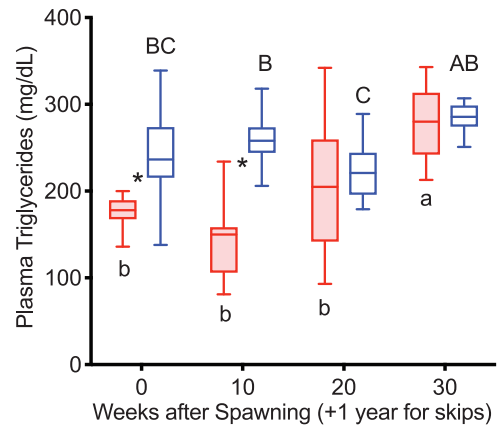 Plasma Triglycerides (mg/dL)
400
300
200
100
0
BC
B
C
AB
*
*
b
b
b
a
0
10
20
30
Weeks after Spawning (+1 year for skips)